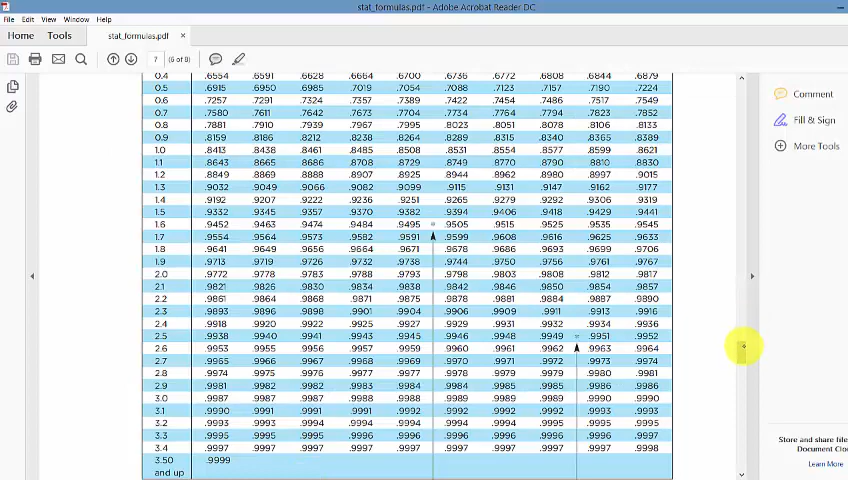 stat_formulas.pdf - Adobe Acrobat Reader DC
File Edit View Window Help
Home Tools stat_formulas.pdf ×
7 (6 of 8)
0.4 .6554 .6591 .6628 .6664 .6700 .6736 .6772 .6808 .6844 .6879
0.5 .6915 .6950 .6985 .7019 .7054 .7088 .7123 .7157 .7190 .7224
0.6 .7257 .7291 .7324 .7357 .7389 .7422 .7454 .7486 .7517 .7549
0.7 .7580 .7611 .7642 .7673 .7704 .7734 .7764 .7794 .7823 .7852
0.8 .7881 .7910 .7939 .7967 .7995 .8023 .8051 .8078 .8106 .8133
0.9 .8159 .8186 .8212 .8238 .8264 .8289 .8315 .8340 .8365 .8389
1.0 .8413 .8438 .8461 .8485 .8508 .8531 .8554 .8577 .8599 .8621
1.1 .8643 .8665 .8686 .8708 .8729 .8749 .8770 .8790 .8810 .8830
1.2 .8849 .8869 .8888 .8907 .8925 .8944 .8962 .8980 .8997 .9015
1.3 .9032 .9049 .9066 .9082 .9099 .9115 .9131 .9147 .9162 .9177
1.4 .9192 .9207 .9222 .9236 .9251 .9265 .9279 .9292 .9306 .9319
1.5 .9332 .9345 .9357 .9370 .9382 .9394 .9406 .9418 .9429 .9441
1.6 .9452 .9463 .9474 .9484 .9495 * .9505 .9515 .9525 .9535 .9545
1.7 .9554 .9564 .9573 .9582 .9591 .9599 .9608 .9616 .9625 .9633
1.8 .9641 .9649 .9656 .9664 .9671 .9678 .9686 .9693 .9699 .9706
1.9 .9713 .9719 .9726 .9732 .9738 .9744 .9750 .9756 .9761 .9767
2.0 .9772 .9778 .9783 .9788 .9793 .9798 .9803 .9808 .9812 .9817
2.1 .9821 .9826 .9830 .9834 .9838 .9842 .9846 .9850 .9854 .9857
2.2 .9861 .9864 .9868 .9871 .9875 .9878 .9881 .9884 .9887 .9890
2.3 .9893 .9896 .9898 .9901 .9904 .9906 .9909 .9911 .9913 .9916
2.4 .9918 .9920 .9922 .9925 .9927 .9929 .9931 .9932 .9934 .9936
2.5 .9938 .9940 .9941 .9943 .9945 .9946 .9948 .9949 * .9951 .9952
2.6 .9953 .9955 .9956 .9957 .9959 .9960 .9961 .9962 .9963 .9964
2.7 .9965 .9966 .9967 .9968 .9969 .9970 .9971 .9972 .9973 .9974
2.8 .9974 .9975 .9976 .9977 .9977 .9978 .9979 .9979 .9980 .9981
2.9 .9981 .9982 .9982 .9983 .9984 .9984 .9985 .9985 .9986 .9986
3.0 .9987 .9987 .9987 .9988 .9988 .9989 .9989 .9989 .9990 .9990
3.1 .9990 .9991 .9991 .9991 .9992 .9992 .9992 .9992 .9993 .9993
3.2 .9993 .9993 .9994 .9994 .9994 .9994 .9994 .9995 .9995 .9995
3.3 .9995 .9995 .9995 .9996 .9996 .9996 .9996 .9996 .9996 .9997
3.4 .9997 .9997 .9997 .9997 .9997 .9997 .9997 .9997 .9997 .9998
3.50 .9999
and up
Comment
Fill & Sign
More Tools
Store and share file
Document Clo
Learn More